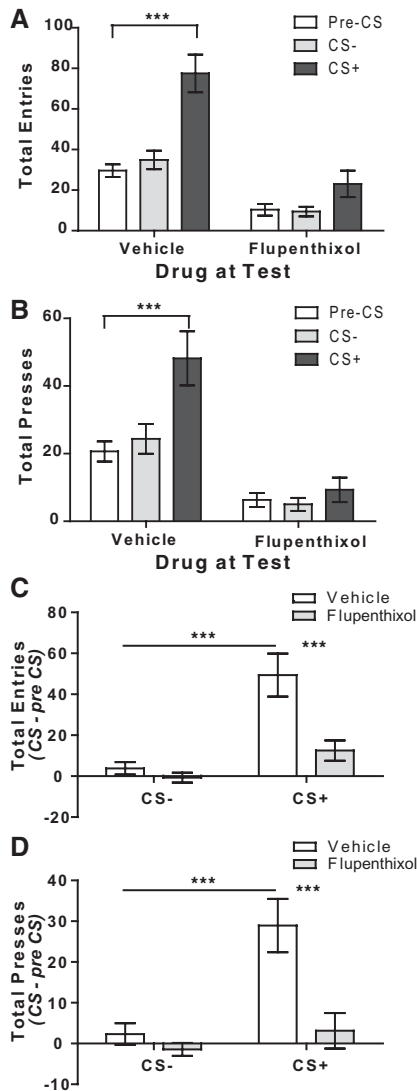 A
***
Pre-CS
CS-
CS+
100
80
60
40
20
0
Total Entries
Vehicle
Flupenthixol
Drug at Test
B
***
Pre-CS
CS-
CS+
60
40
20
0
Total Presses
Vehicle
Flupenthixol
Drug at Test
C
Vehicle
Flupenthixol
***
***
80
60
40
20
0
-20
Total Entries
(CS - pre CS)
CS-
CS+
D
Vehicle
Flupenthixol
***
***
40
30
20
10
0
-10
Total Presses
(CS - pre CS)
CS-
CS+